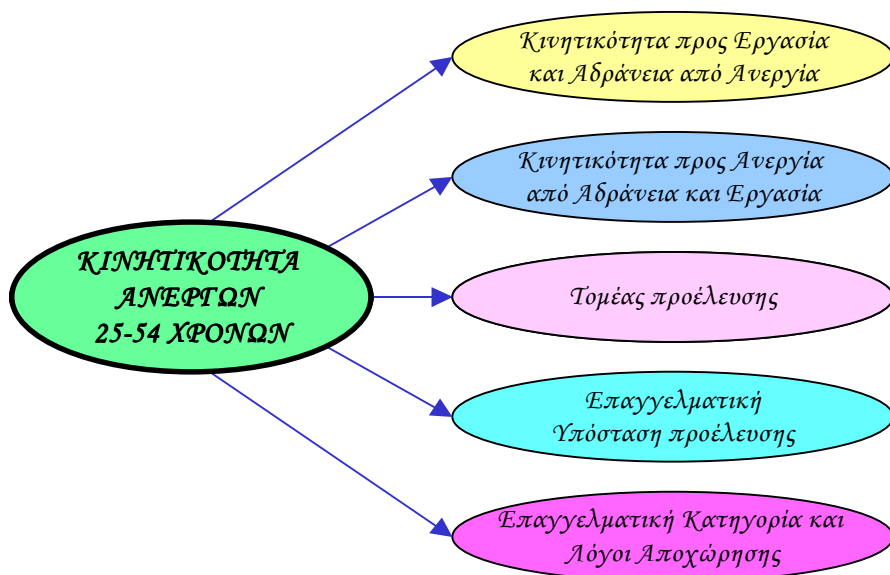 Κινητικότητα προς Εργασία
και Αδράνεια από Ανεργία
Κινητικότητα προς Ανεργία
από Αδράνεια και Εργασία
ΚΙΝΗΤΙΚΟΤΗΤΑ
ΑΝΕΡΓΩΝ
25-54 ΧΡΟΝΩΝ
Τομέας προέλευσης
Επαγγελματική
Υπόσταση προέλευσης
Επαγγελματική Κατηγορία και
Λόγοι Αποχώρησης